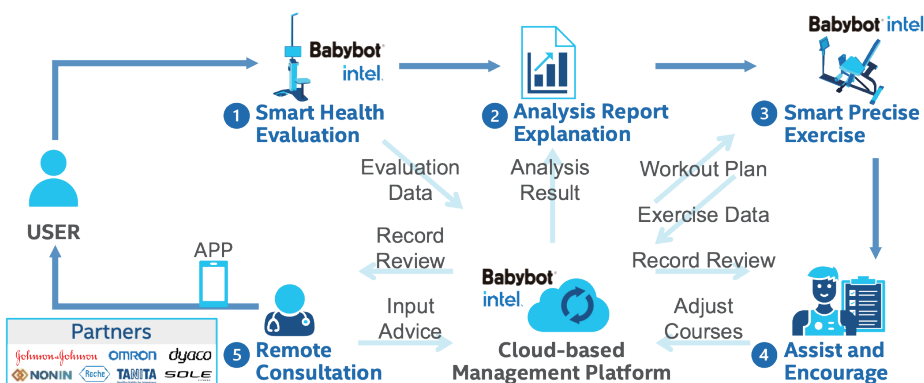 Babybot
intel
1 Smart Health
Evaluation
2 Analysis Report
Explanation
Babybot intel
3 Smart Precise
Exercise
Evaluation
Data
Analysis
Result
Workout Plan
Exercise Data
USER
APP
Record
Review
Babybot
intel
Record Review
Input
Advice
Adjust
Courses
Partners
Johnson & Johnson OMRON dyaco
NONIN Roche TANITA SOLE
5 Remote
Consultation
Cloud-based
Management Platform
4 Assist and
Encourage